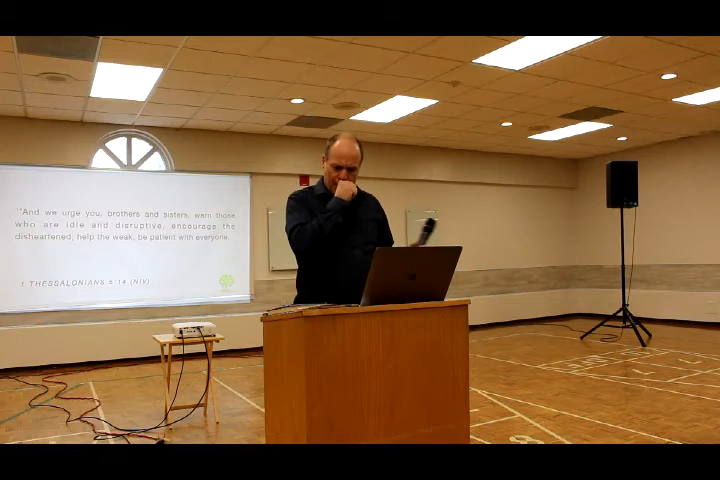 "And we urge you, brothers and sisters, warn those
who are idle and disruptive, encourage the
disheartened, help the weak, be patient with everyone.
1 THESSALONIANS 5:14 (NIV)